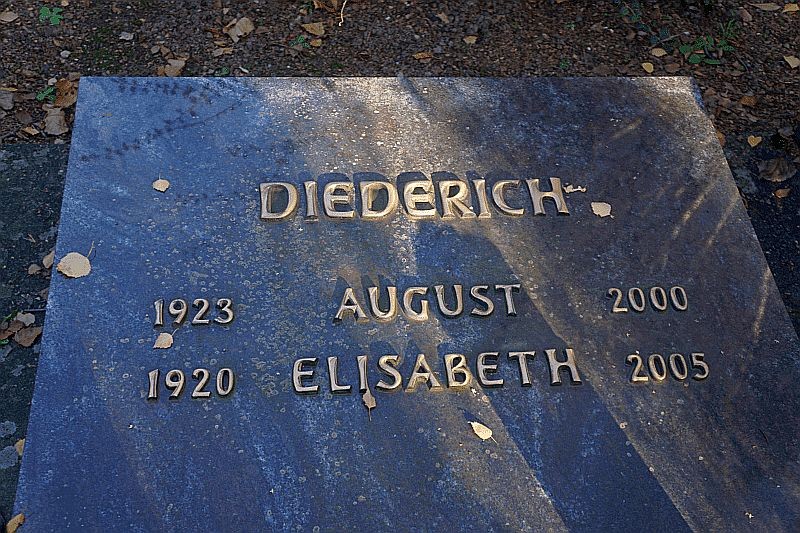 DIEDERICH
1923 AUGUST 2000
1920 ELISABETH 2005